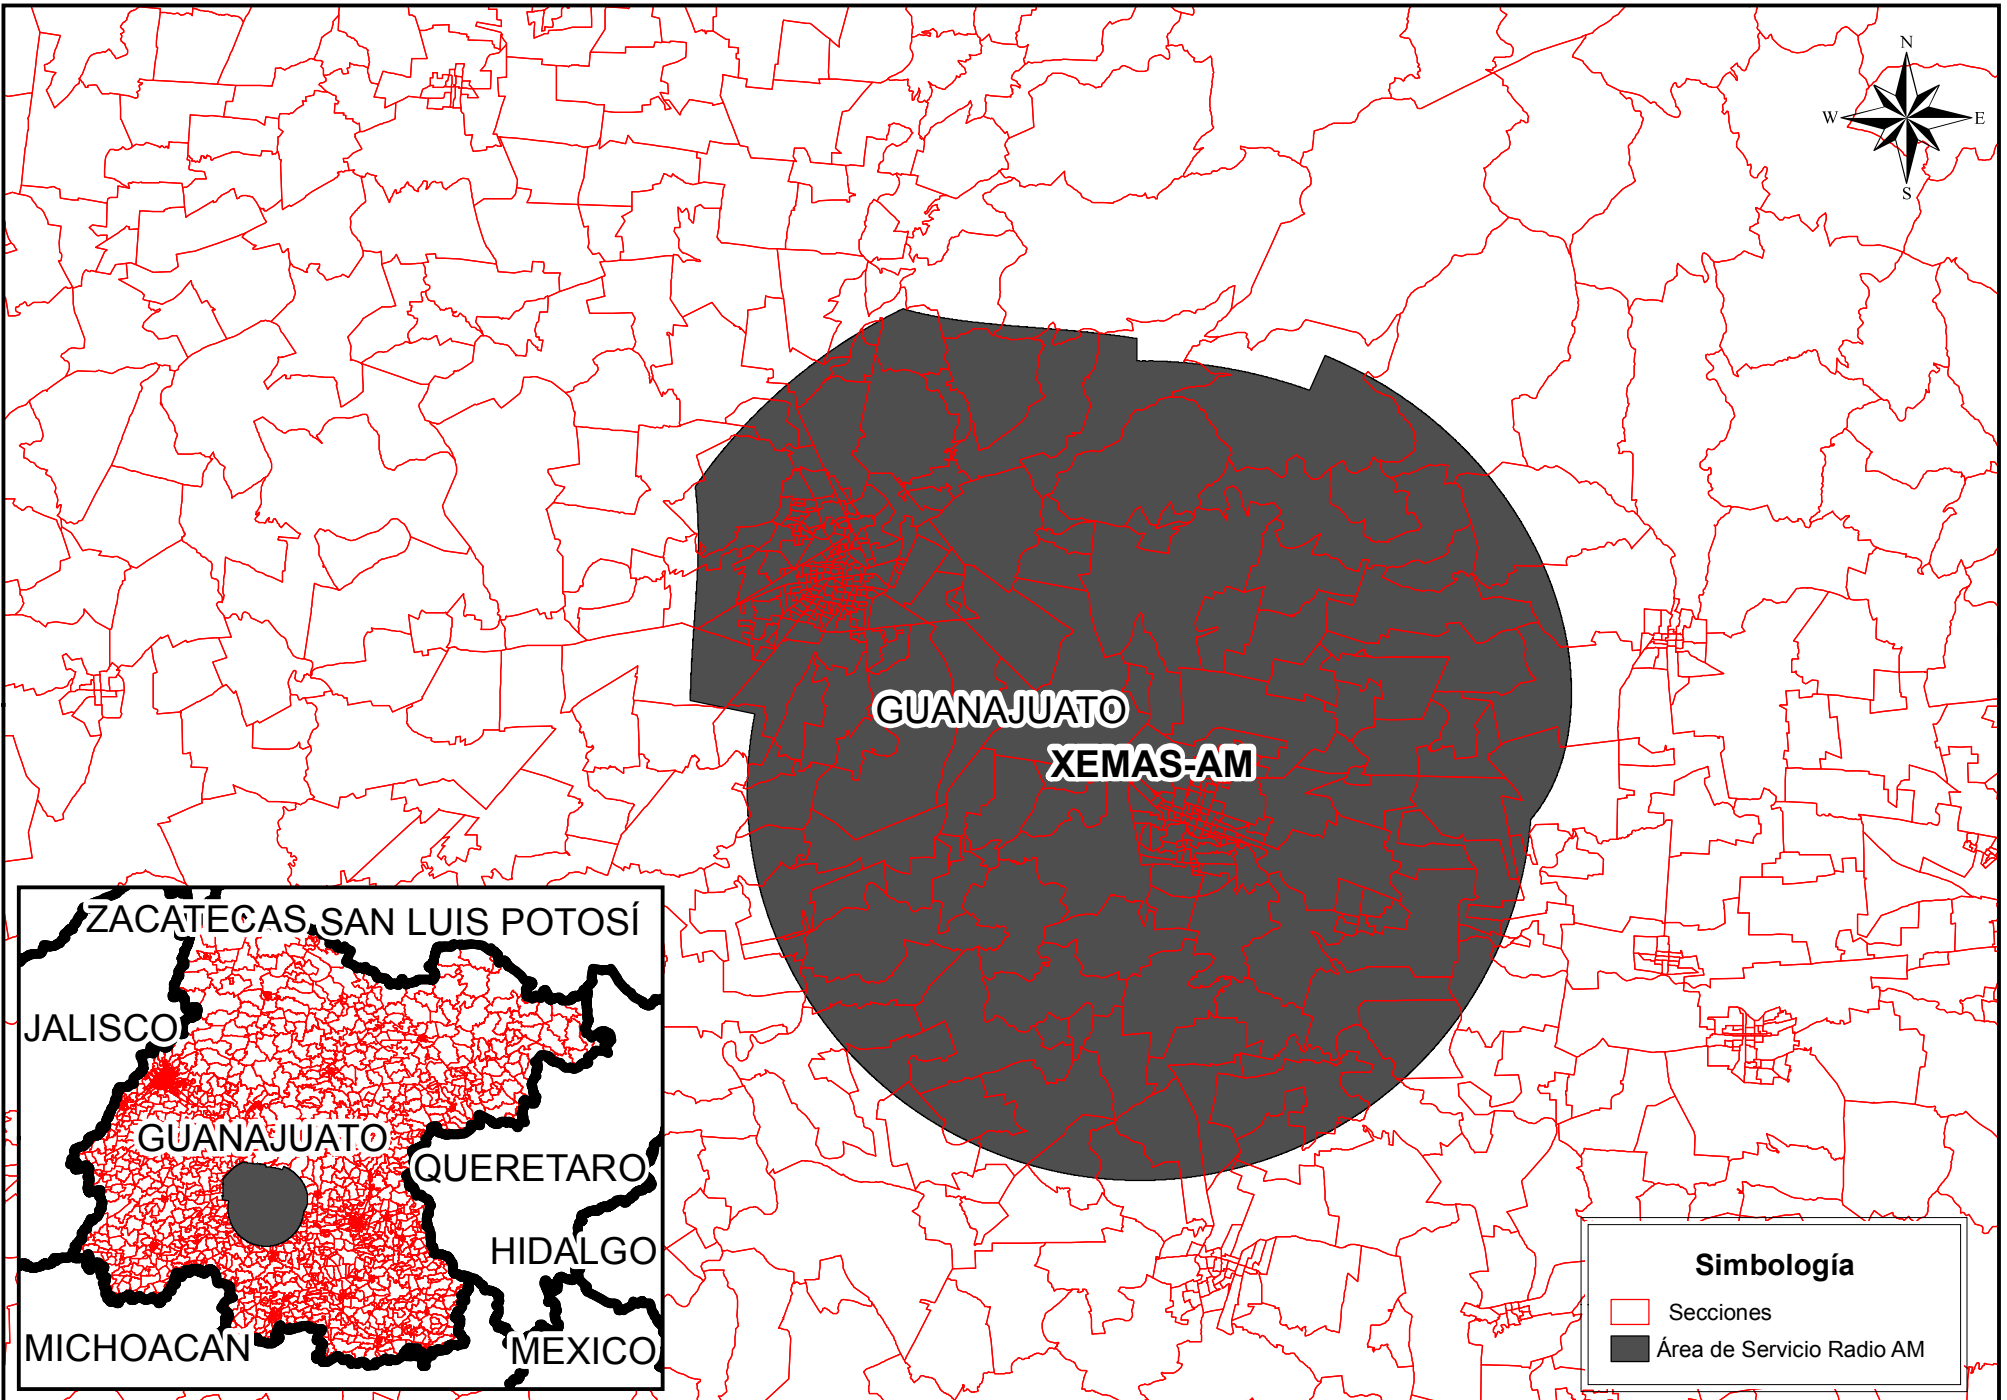 N
W E
S
GUANAJUATO
XEMAS-AM
ZACATECAS SAN LUIS POTOSÍ
JALISCO
GUANAJUATO
QUERETARO
HIDALGO
MICHOACAN
MEXICO
Simbología
Secciones
Área de Servicio Radio AM